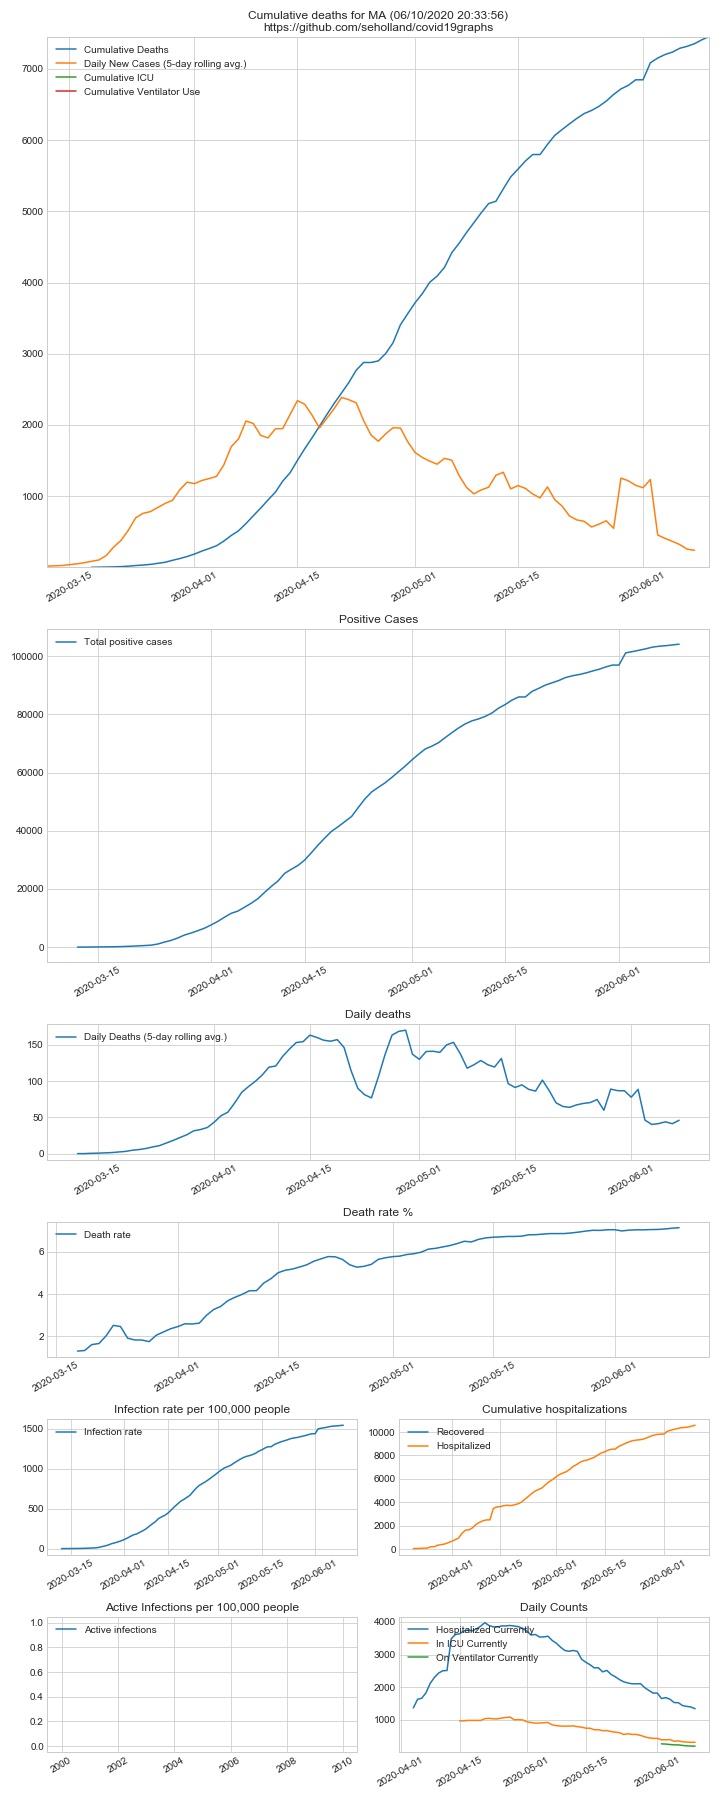 Cumulative deaths for MA (06/10/2020 20:33:56)
https://github.com/seholland/covid19graphs
Cumulative Deaths
Daily New Cases (5-day rolling avg.)
Cumulative ICU
Cumulative Ventilator Use
7000
6000
5000
4000
3000
2000
1000
2020-03-15 2020-04-01 2020-04-15 2020-05-01 2020-05-15 2020-06-01
Positive Cases
Total positive cases
100000
80000
60000
40000
20000
0
2020-03-15 2020-04-01 2020-04-15 2020-05-01 2020-05-15 2020-06-01
Daily deaths
Daily Deaths (5-day rolling avg.)
150
100
50
0
2020-03-15 2020-04-01 2020-04-15 2020-05-01 2020-05-15 2020-06-01
Death rate %
Death rate
6
4
2
2020-03-15 2020-04-01 2020-04-15 2020-05-01 2020-05-15 2020-06-01
Infection rate per 100,000 people
Infection rate
1500
1000
500
0
2020-03-15 2020-04-01 2020-04-15 2020-05-01 2020-05-15 2020-06-01
Cumulative hospitalizations
Recovered
Hospitalized
10000
8000
6000
4000
2000
0
2020-04-01 2020-04-15 2020-05-01 2020-05-15 2020-06-01
Active Infections per 100,000 people
Active infections
1.0
0.8
0.6
0.4
0.2
0.0
2000 2002 2004 2006 2008 2010
Daily Counts
Hospitalized Currently
In ICU Currently
On Ventilator Currently
4000
3000
2000
1000
2020-04-01 2020-04-15 2020-05-01 2020-05-15 2020-06-01